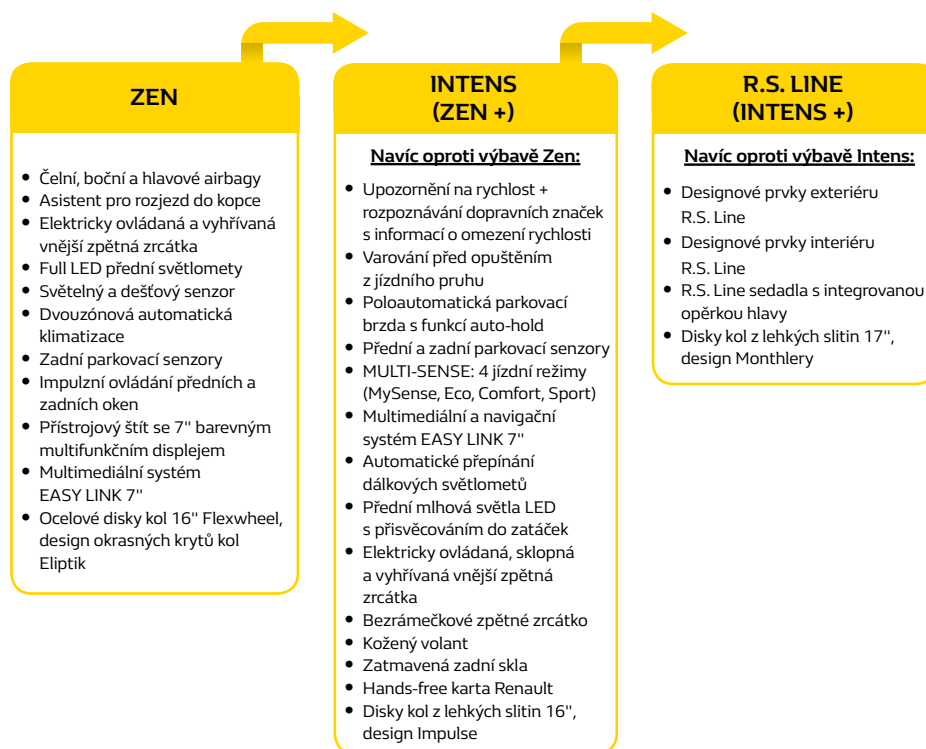 ZEN
• Čelní, boční a hlavové airbagy
• Asistent pro rozjezd do kopce
• Elektricky ovládaná a vyhřívaná
vnější zpětná zrcátka
• Full LED přední světlomety
• Světelný a dešťový senzor
• Dvouzónová automatická
klimatizace
• Zadní parkovací senzory
• Impulzní ovládání předních a
zadních oken
• Přístrojový štít se 7" barevným
multifunkčním displejem
• Multimediální systém
EASY LINK 7"
• Ocelové disky kol 16" Flexwheel,
design okrasných krytů kol
Eliptik
INTENS
(ZEN +)
Navíc oproti výbavě Zen:
• Upozornění na rychlost +
rozpoznávání dopravních značek
s informací o omezení rychlosti
• Varování před opuštěním
z jízdního pruhu
• Poloautomatická parkovací
brzda s funkcí auto-hold
• Přední a zadní parkovací senzory
• MULTI-SENSE: 4 jízdní režimy
(MySense, Eco, Comfort, Sport)
• Multimediální a navigační
systém EASY LINK 7"
• Automatické přepínání
dálkových světlometů
• Přední mlhová světla LED
s přisvěcováním do zatáček
• Elektricky ovládaná, sklopná
a vyhřívaná vnější zpětná
zrcátka
• Bezrámečkové zpětné zrcátko
• Kožený volant
• Zatmavená zadní skla
• Hands-free karta Renault
• Disky kol z lehkých slitin 16",
design Impulse
R.S. LINE
(INTENS +)
Navíc oproti výbavě Intens:
• Designové prvky exteriéru
R.S. Line
• Designové prvky interiéru
R.S. Line
• R.S. Line sedadla s integrovanou
opěrkou hlavy
• Disky kol z lehkých slitin 17",
design Monthlery